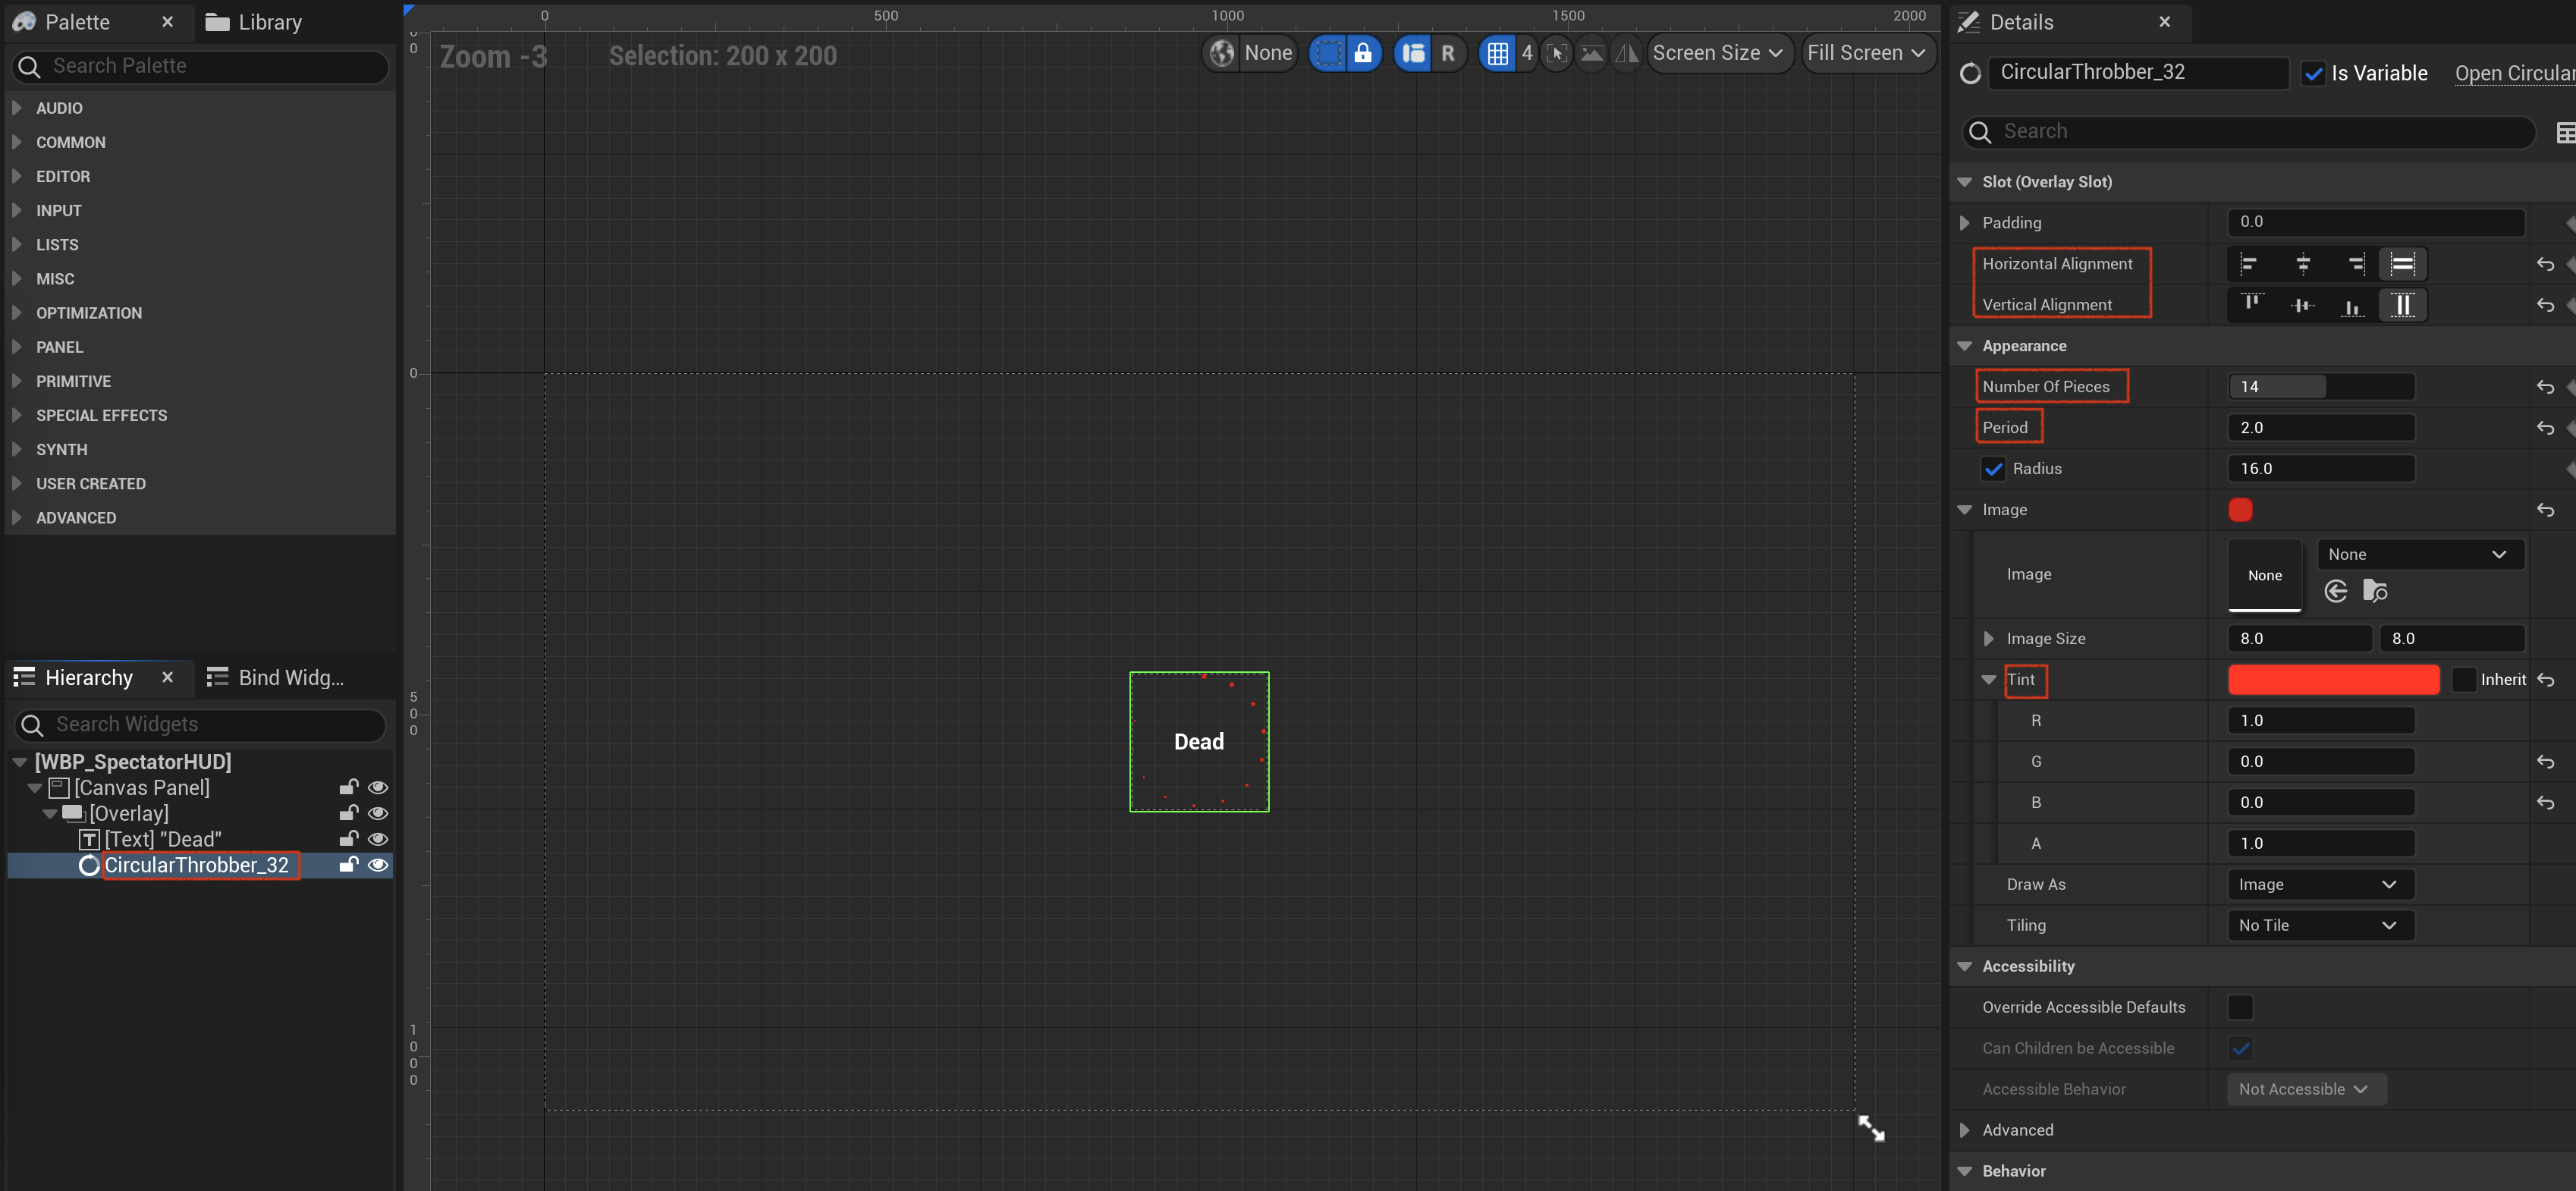 Palette
Library
Search Palette
AUDIO
COMMON
EDITOR
INPUT
LISTS
MISC
OPTIMIZATION
PANEL
PRIMITIVE
SPECIAL EFFECTS
SYNTH
USER CREATED
ADVANCED
Hierarchy
Bind Widg...
Search Widgets
[WBP_SpectatorHUD]
[Canvas Panel]
[Overlay]
[Text] "Dead"
CircularThrobber_32
0 500 1000 1500 2000
Zoom -3
Selection: 200 x 200
None
R
4
Screen Size
Fill Screen
0
0
500
1000
Dead
Details
CircularThrobber_32
Is Variable
Open Circular
Search
Slot (Overlay Slot)
Padding 0.0
Horizontal Alignment
Vertical Alignment
Appearance
Number Of Pieces 14
Period 2.0
Radius 16.0
Image
Image None None
Image Size 8.0 8.0
Tint Inherit
R 1.0
G 0.0
B 0.0
A 1.0
Draw As Image
Tiling No Tile
Accessibility
Override Accessible Defaults
Can Children be Accessible
Accessible Behavior Not Accessible
Advanced
Behavior